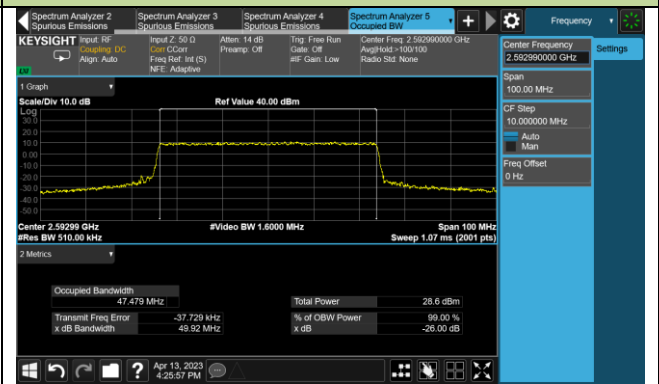 Spectrum Analyzer 2
Spurious Emissions
Spectrum Analyzer 3
Spurious Emissions
Spectrum Analyzer 4
Spurious Emissions
Spectrum Analyzer 5
Occupied BW
Frequency
KEYSIGHT
Input: RF
Coupling: DC
Align: Auto
Input Z: 50 Ω
Corr CCorr
Freq Ref: Int (S)
NFE: Adaptive
Atten: 14 dB
Preamp: Off
Trig: Free Run
Gate: Off
#IF Gain: Low
Center Freq: 2.592990000 GHz
Avg|Hold:>100/100
Radio Std: None
Center Frequency
2.592990000 GHz
Settings
Span
100.00 MHz
CF Step
10.000000 MHz
Auto
Man
Freq Offset
0 Hz
1 Graph
Scale/Div 10.0 dB
Ref Value 40.00 dBm
Log
30.0
20.0
10.0
0.00
-10.0
-20.0
-30.0
-40.0
-50.0
Center 2.59299 GHz
#Video BW 1.6000 MHz
Span 100 MHz
#Res BW 510.00 kHz
Sweep 1.07 ms (2001 pts)
2 Metrics
Occupied Bandwidth
47.479 MHz
Total Power
28.6 dBm
Transmit Freq Error
-37.729 kHz
% of OBW Power
99.00 %
x dB Bandwidth
49.92 MHz
x dB
-26.00 dB
Apr 13, 2023
4:25:57 PM